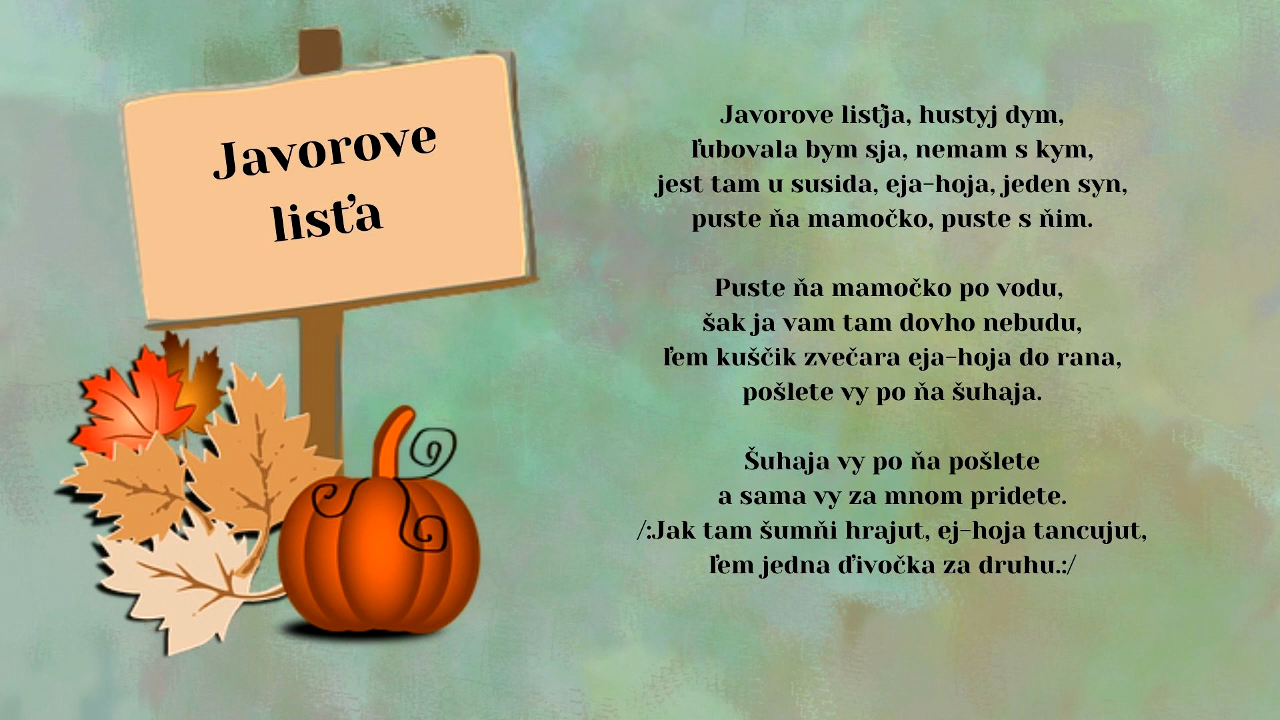 Javorove
lisťa
Javorove lisťja, hustyj dym,
ľubovala bym sja, nemam s kym,
jest tam u susida, eja-hoja, jeden syn,
puste ňa mamočko, puste s ňim.
Puste ňa mamočko po vodu,
šak ja vam tam dovho nebudu,
ľem kuščik zvečara eja-hoja do rana,
pošlete vy po ňa šuhaja.
Šuhaja vy po ňa pošlete
a sama vy za mnom pridete.
/:Jak tam šumňi hrajut, ej-hoja tancujut,
ľem jedna ďivočka za druhu.:/